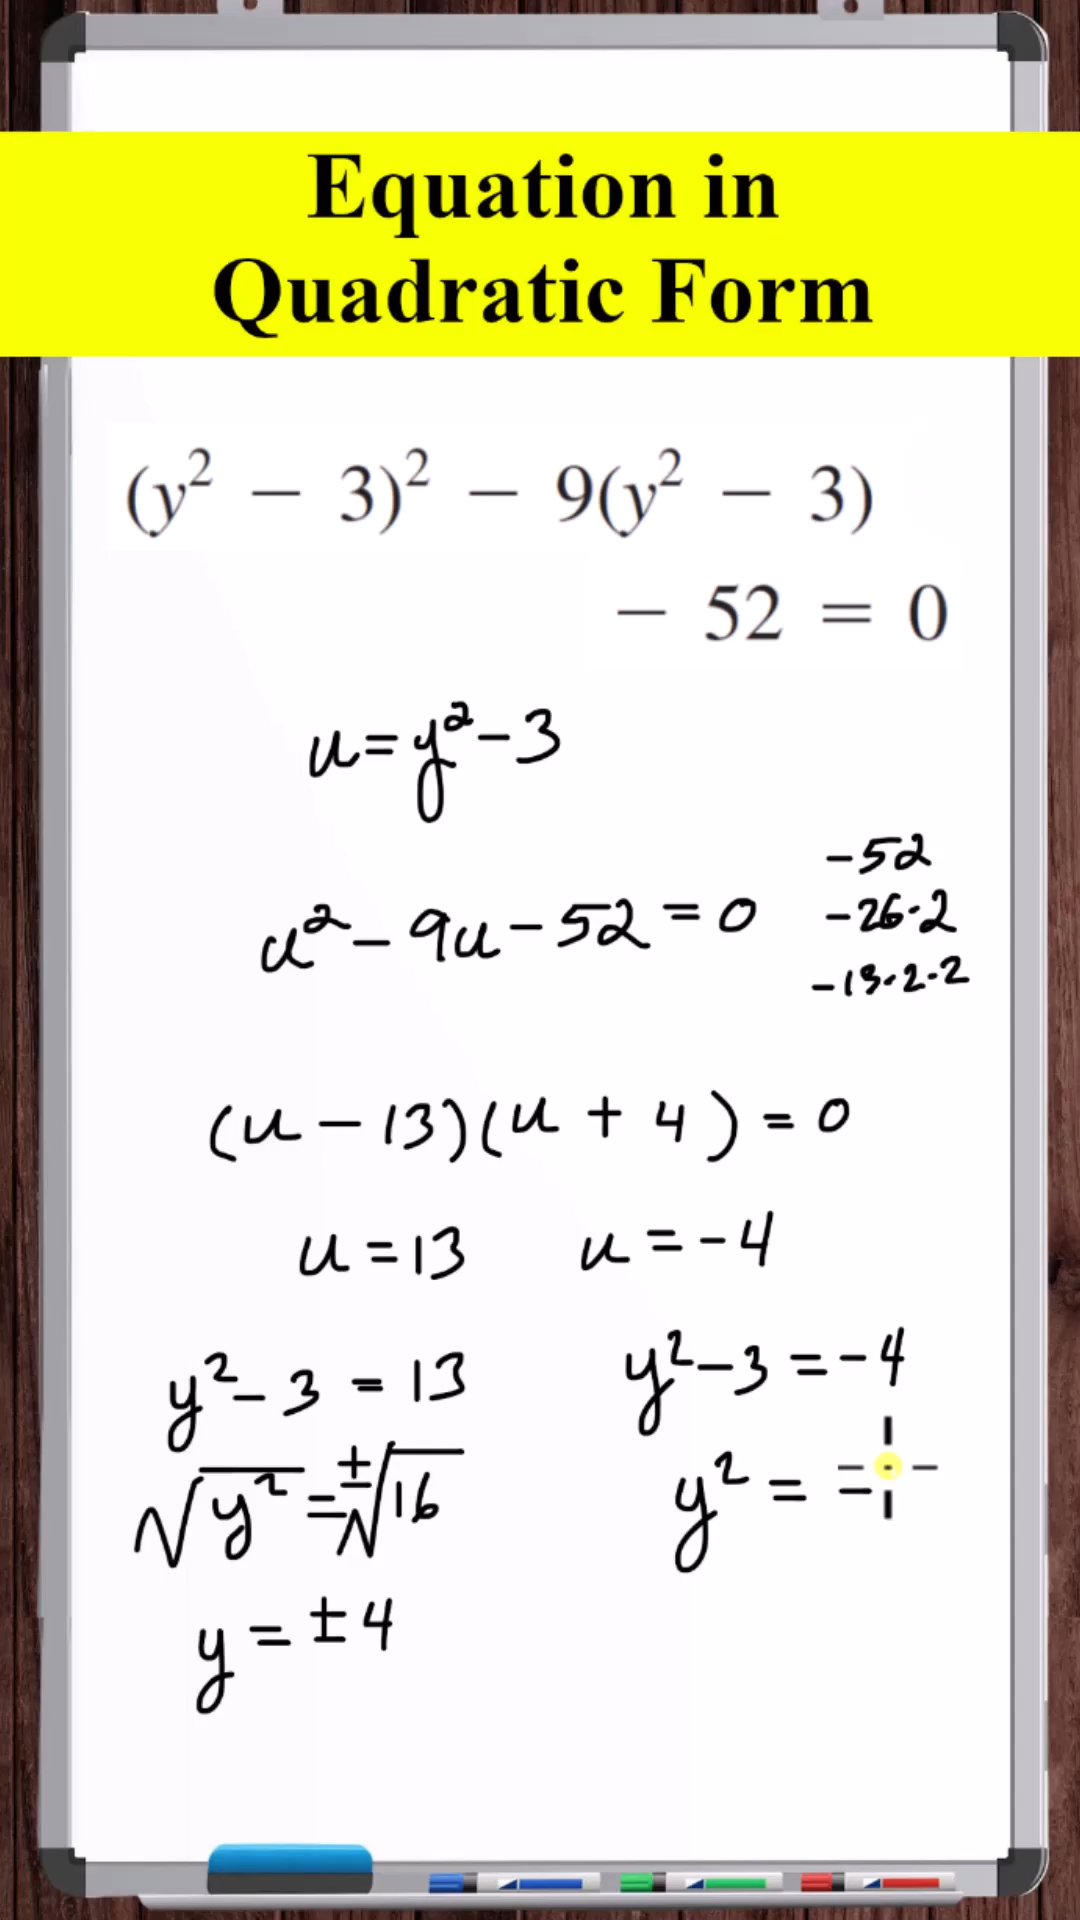 Equation in
Quadratic Form
(y² − 3)² − 9(y² − 3)
− 52 = 0
u = y² − 3
u² − 9u − 52 = 0
−52
−26·2
−13·2·2
(u − 13)(u + 4) = 0
u = 13
u = −4
y² − 3 = 13
√y² = ±√16
y = ±4
y² − 3 = −4
y² = −